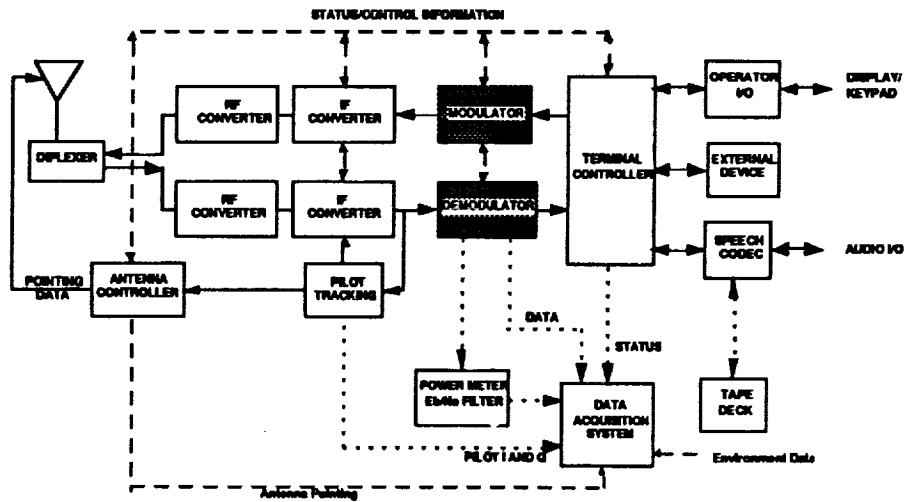 STATUS/CONTROL INFORMATION
RF
CONVERTER
IF
CONVERTER
MODULATOR
OPERATOR
I/O
DISPLAY/
KEYPAD
DIPLEXER
TERMINAL
CONTROLLER
EXTERNAL
DEVICE
RF
CONVERTER
IF
CONVERTER
DEMODULATOR
SPEECH
CODEC
AUDIO I/O
POINTING
DATA
ANTENNA
CONTROLLER
PILOT
TRACKING
DATA
STATUS
POWER METER
Eb/No FILTER
DATA
ACQUISITION
SYSTEM
TAPE
DECK
PILOT I AND Q
Environment Data
Antenna Pointing